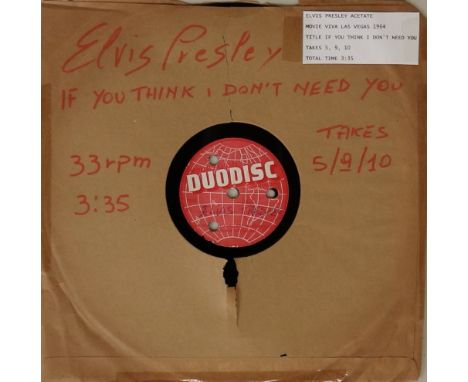 ELVIS PRESLEY ACETATE
MOVIE VIVA LAS VEGAS 1964
TITLE IF YOU THINK I DON'T NEED YOU
TAKES 5, 9, 10
TOTAL TIME 3:35
Elvis Presley
IF YOU THINK I DON'T NEED YOU
33rpm
3:35
TAKES
5/9/10
DUODISC